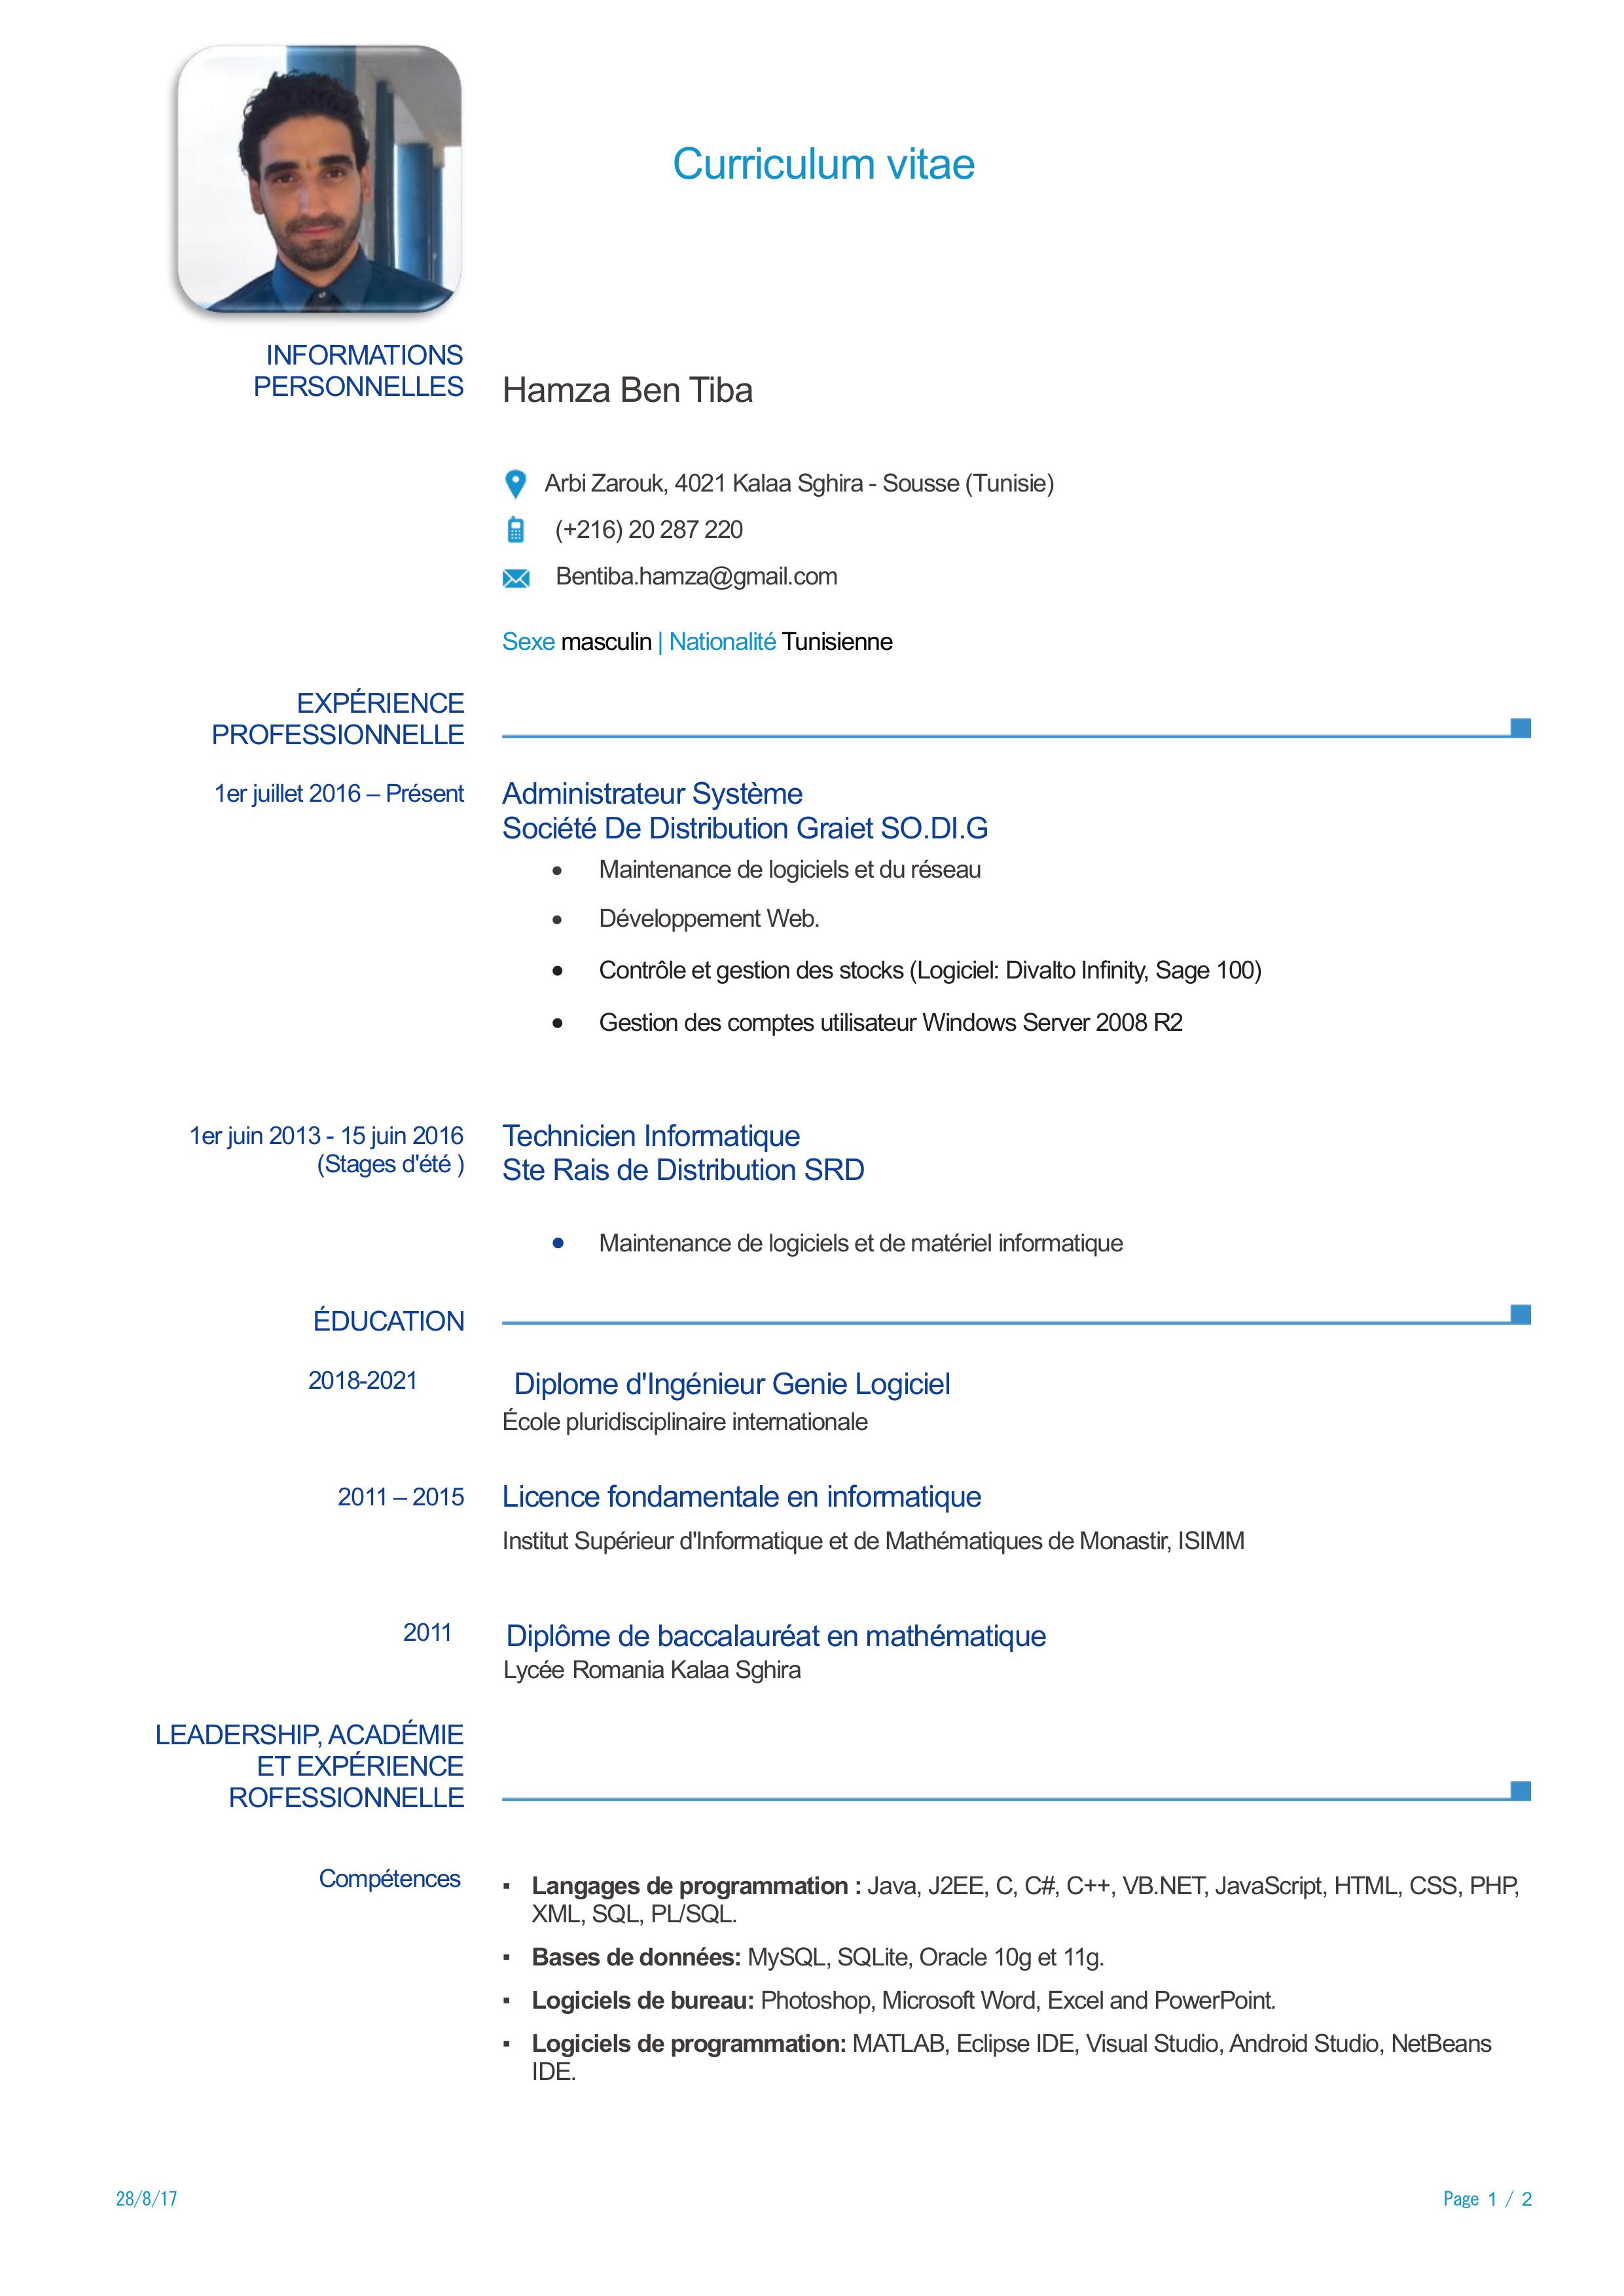 Curriculum vitae
INFORMATIONS
PERSONNELLES
Hamza Ben Tiba
Arbi Zarouk, 4021 Kalaa Sghira - Sousse (Tunisie)
(+216) 20 287 220
Bentiba.hamza@gmail.com
Sexe masculin | Nationalité Tunisienne
EXPÉRIENCE
PROFESSIONNELLE
1er juillet 2016 – Présent
Administrateur Système
Société De Distribution Graiet SO.DI.G
• Maintenance de logiciels et du réseau
• Développement Web.
• Contrôle et gestion des stocks (Logiciel: Divalto Infinity, Sage 100)
• Gestion des comptes utilisateur Windows Server 2008 R2
1er juin 2013 - 15 juin 2016
(Stages d'été )
Technicien Informatique
Ste Rais de Distribution SRD
• Maintenance de logiciels et de matériel informatique
ÉDUCATION
2018-2021
Diplome d'Ingénieur Genie Logiciel
École pluridisciplinaire internationale
2011 – 2015
Licence fondamentale en informatique
Institut Supérieur d'Informatique et de Mathématiques de Monastir, ISIMM
2011
Diplôme de baccalauréat en mathématique
Lycée Romania Kalaa Sghira
LEADERSHIP, ACADÉMIE
ET EXPÉRIENCE
ROFESSIONNELLE
Compétences
▪ Langages de programmation : Java, J2EE, C, C#, C++, VB.NET, JavaScript, HTML, CSS, PHP,
XML, SQL, PL/SQL.
▪ Bases de données: MySQL, SQLite, Oracle 10g et 11g.
▪ Logiciels de bureau: Photoshop, Microsoft Word, Excel and PowerPoint.
▪ Logiciels de programmation: MATLAB, Eclipse IDE, Visual Studio, Android Studio, NetBeans
IDE.
28/8/17
Page 1 / 2